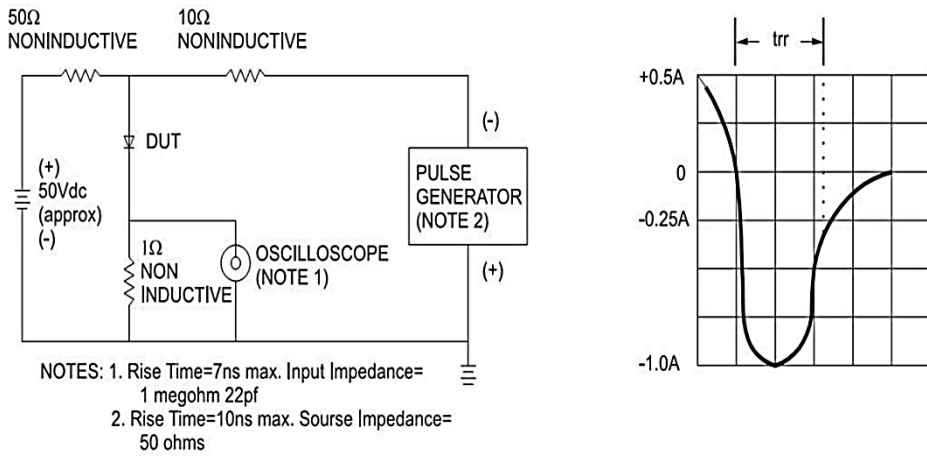 50Ω
NONINDUCTIVE
10Ω
NONINDUCTIVE
DUT
(+)
50Vdc
(approx)
(-)
1Ω
NON
INDUCTIVE
OSCILLOSCOPE
(NOTE 1)
(-)
PULSE
GENERATOR
(NOTE 2)
(+)
NOTES: 1. Rise Time=7ns max. Input Impedance=
1 megohm 22pf
2. Rise Time=10ns max. Sourse Impedance=
50 ohms
trr
+0.5A
0
-0.25A
-1.0A